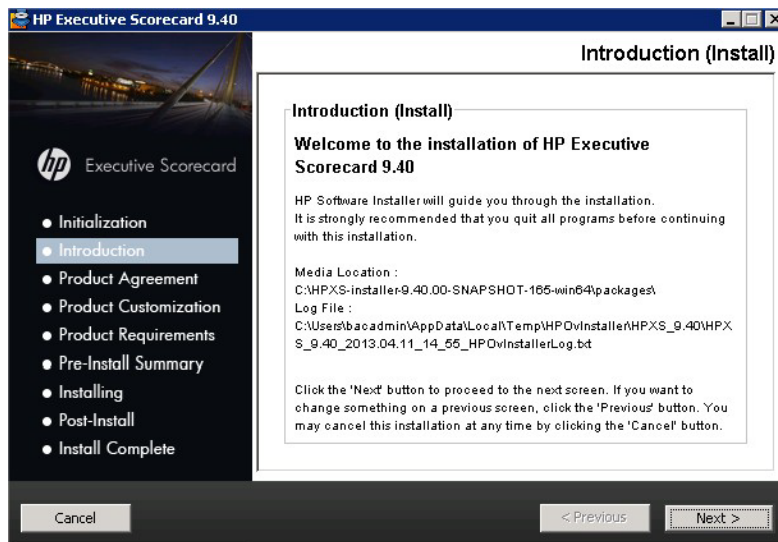 HP Executive Scorecard 9.40
Introduction (Install)
hp Executive Scorecard
Initialization
Introduction
Product Agreement
Product Customization
Product Requirements
Pre-Install Summary
Installing
Post-Install
Install Complete
Introduction (Install)
Welcome to the installation of HP Executive
Scorecard 9.40
HP Software Installer will guide you through the installation.
It is strongly recommended that you quit all programs before continuing
with this installation.
Media Location :
C:\HPXS-installer-9.40.00-SNAPSHOT-165-win64\packages\
Log File :
C:\Users\bacadmin\AppData\Local\Temp\HPOvInstaller\HPXS_9.40\HPX
S_9.40_2013.04.11_14_55_HPOvInstallerLog.txt
Click the 'Next' button to proceed to the next screen. If you want to
change something on a previous screen, click the 'Previous' button. You
may cancel this installation at any time by clicking the 'Cancel' button.
Cancel
< Previous
Next >